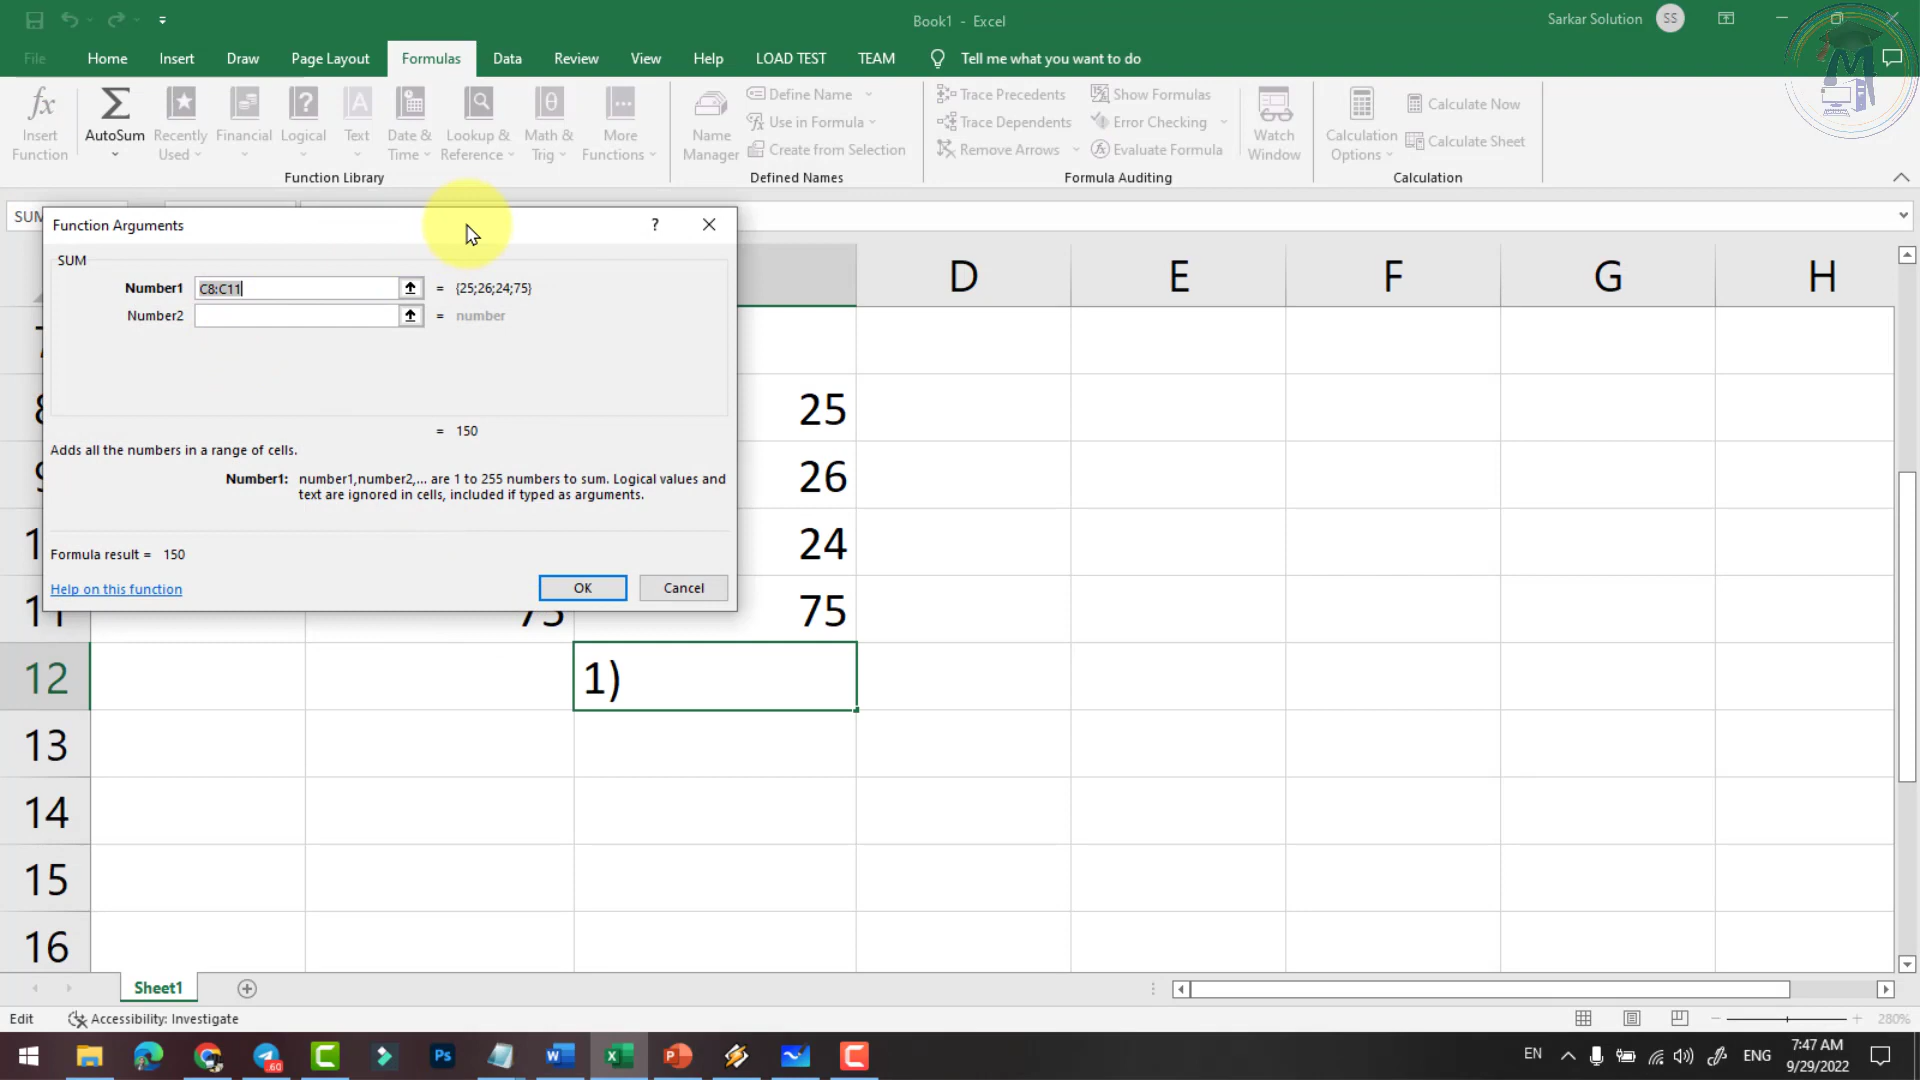 Book1 - Excel
Sarkar Solution SS
File Home Insert Draw Page Layout Formulas Data Review View Help LOAD TEST TEAM Tell me what you want to do
fx Insert Function
AutoSum
Recently Used
Financial
Logical
Text
Date & Time
Lookup & Reference
Math & Trig
More Functions
Function Library
Name Manager
Define Name
Use in Formula
Create from Selection
Defined Names
Trace Precedents
Trace Dependents
Remove Arrows
Show Formulas
Error Checking
Evaluate Formula
Formula Auditing
Watch Window
Calculation Options
Calculate Now
Calculate Sheet
Calculation
SUM
Function Arguments ?
SUM
Number1 C8:C11 = {25;26;24;75}
Number2 = number
= 150
Adds all the numbers in a range of cells.
Number1: number1,number2,... are 1 to 255 numbers to sum. Logical values and
text are ignored in cells, included if typed as arguments.
Formula result = 150
Help on this function OK Cancel
D E F G H
25
26
24
11 75
12 1)
13
14
15
16
Sheet1
Edit Accessibility: Investigate 280%
EN ENG 7:47 AM
9/29/2022